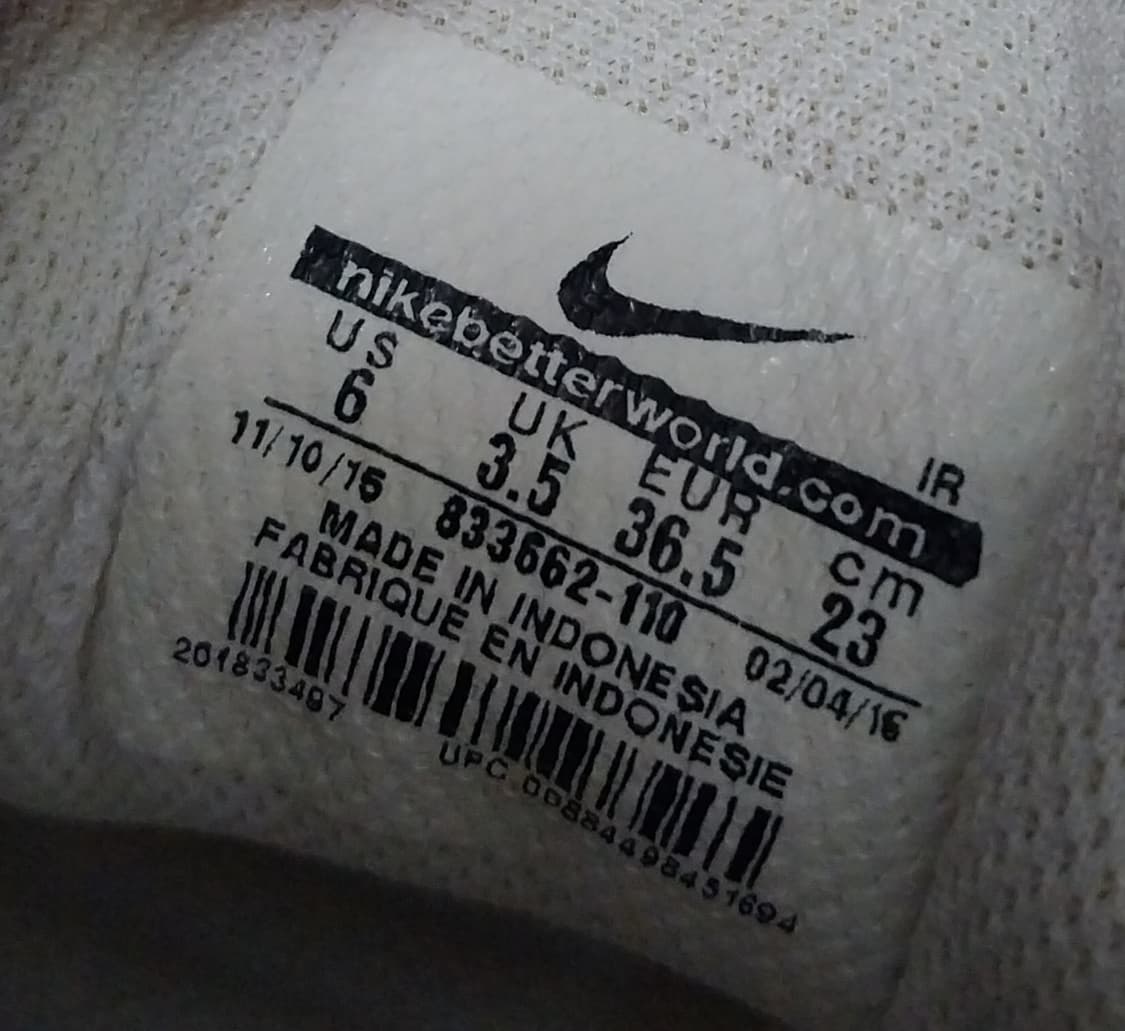 nikebetterworld.com
IR
US UK EUR cm
6 3.5 36.5 23
11/10/15 833662-110 02/04/16
MADE IN INDONESIA
FABRIQUE EN INDONESIE
201833497
UPC 00884498451694